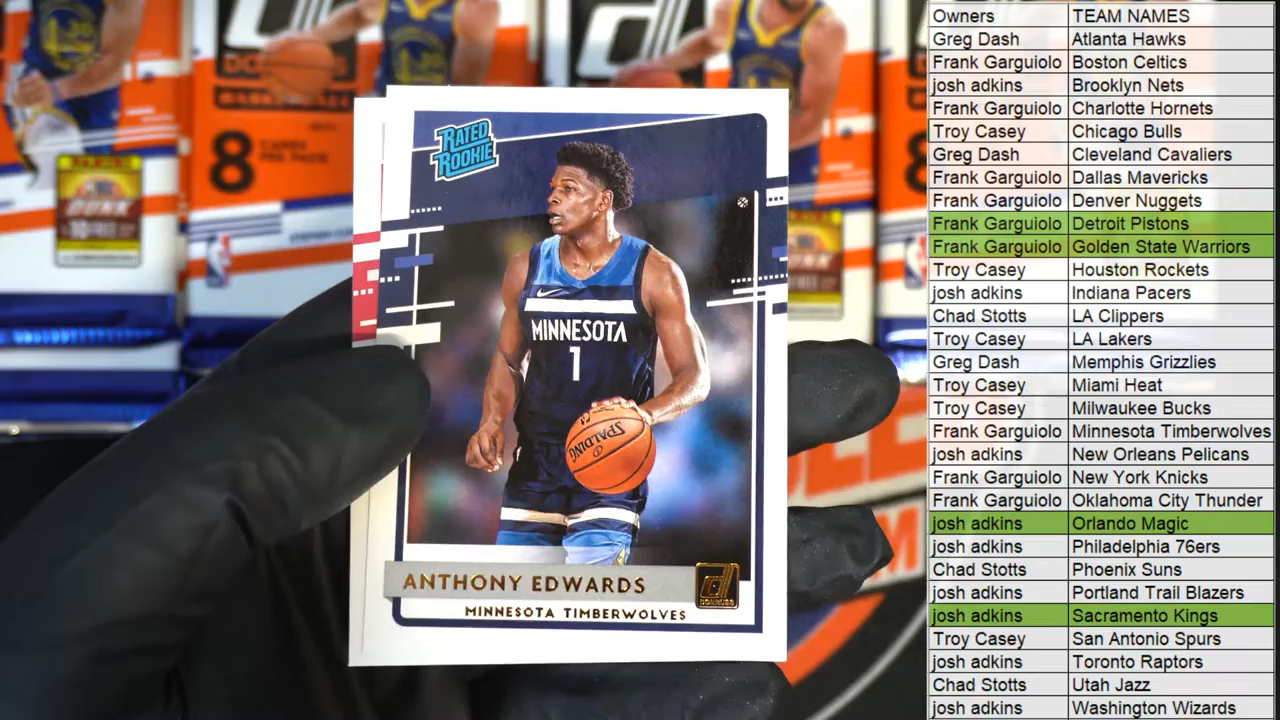 RATED
ROOKIE
MINNESOTA
1
SPALDING
ANTHONY EDWARDS
DONRUSS
MINNESOTA TIMBERWOLVES
8 CARDS
PER PACK
PANINI
Owners TEAM NAMES
Greg Dash Atlanta Hawks
Frank Garguiolo Boston Celtics
josh adkins Brooklyn Nets
Frank Garguiolo Charlotte Hornets
Troy Casey Chicago Bulls
Greg Dash Cleveland Cavaliers
Frank Garguiolo Dallas Mavericks
Frank Garguiolo Denver Nuggets
Frank Garguiolo Detroit Pistons
Frank Garguiolo Golden State Warriors
Troy Casey Houston Rockets
josh adkins Indiana Pacers
Chad Stotts LA Clippers
Troy Casey LA Lakers
Greg Dash Memphis Grizzlies
Troy Casey Miami Heat
Troy Casey Milwaukee Bucks
Frank Garguiolo Minnesota Timberwolves
josh adkins New Orleans Pelicans
Frank Garguiolo New York Knicks
Frank Garguiolo Oklahoma City Thunder
josh adkins Orlando Magic
josh adkins Philadelphia 76ers
Chad Stotts Phoenix Suns
josh adkins Portland Trail Blazers
josh adkins Sacramento Kings
Troy Casey San Antonio Spurs
josh adkins Toronto Raptors
Chad Stotts Utah Jazz
josh adkins Washington Wizards